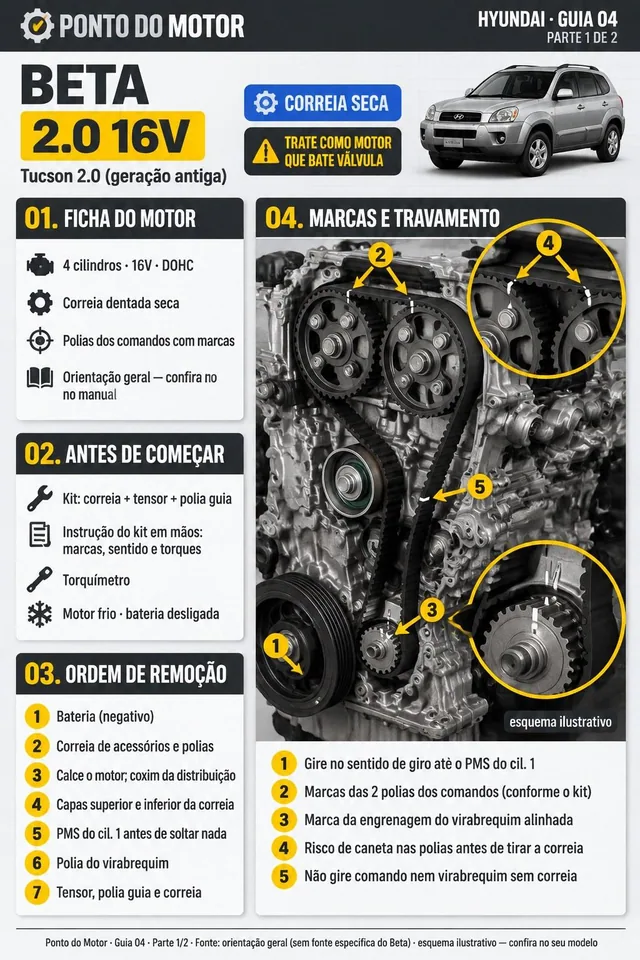 PONTO DO MOTOR
HYUNDAI · GUIA 04
PARTE 1 DE 2
BETA
2.0 16V
Tucson 2.0 (geração antiga)
CORREIA SECA
TRATE COMO MOTOR
QUE BATE VÁLVULA
01. FICHA DO MOTOR
4 cilindros · 16V · DOHC
Correia dentada seca
Polias dos comandos com marcas
Orientação geral — confira no
no manual
02. ANTES DE COMEÇAR
Kit: correia + tensor + polia guia
Instrução do kit em mãos:
marcas, sentido e torques
Torquímetro
Motor frio · bateria desligada
03. ORDEM DE REMOÇÃO
1 Bateria (negativo)
2 Correia de acessórios e polias
3 Calce o motor; coxim da distribuição
4 Capas superior e inferior da correia
5 PMS do cil. 1 antes de soltar nada
6 Polia do virabrequim
7 Tensor, polia guia e correia
04. MARCAS E TRAVAMENTO
2
4
5
3
1
esquema ilustrativo
1 Gire no sentido de giro até o PMS do cil. 1
2 Marcas das 2 polias dos comandos (conforme o kit)
3 Marca da engrenagem do virabrequim alinhada
4 Risco de caneta nas polias antes de tirar a correia
5 Não gire comando nem virabrequim sem correia
Ponto do Motor · Guia 04 · Parte 1/2 · Fonte: orientação geral (sem fonte específica do Beta) · esquema ilustrativo — confira no seu modelo